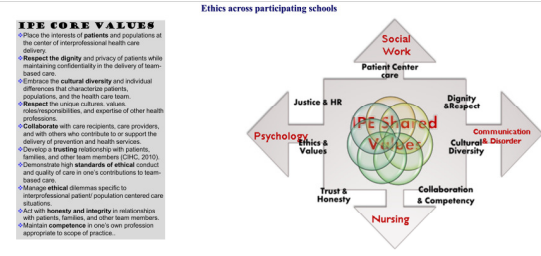 Ethics across participating schools
IPE CORE VALUES
❖Place the interests of patients and populations at
the center of interprofessional health care
delivery.
❖Respect the dignity and privacy of patients while
maintaining confidentiality in the delivery of team-
based care.
❖Embrace the cultural diversity and individual
differences that characterize patients,
populations, and the health care team.
❖Respect the unique cultures. values.
roles/responsibilities, and expertise of other health
professions.
❖Collaborate with care recipients, care providers,
and with others who contribute to or support the
delivery of prevention and health services.
❖Develop a trusting relationship with patients,
families, and other team members (CIHC, 2010).
❖Demonstrate high standards of ethical conduct
and quality of care in one's contributions to team-
based care.
❖Manage ethical dilemmas specific to
interprofessional patient/ population centered care
situations.
❖Act with honesty and integrity in relationships
with patients, families, and other team members.
❖Maintain competence in one's own profession
appropriate to scope of practice..
Social
Work
Patient Center
care
Justice & HR
Dignity
&Respect
IPE Shared
Values
Psychology
Ethics &
Values
Cultural
Diversity
Communication
& Disorder
Trust &
Honesty
Collaboration
& Competency
Nursing